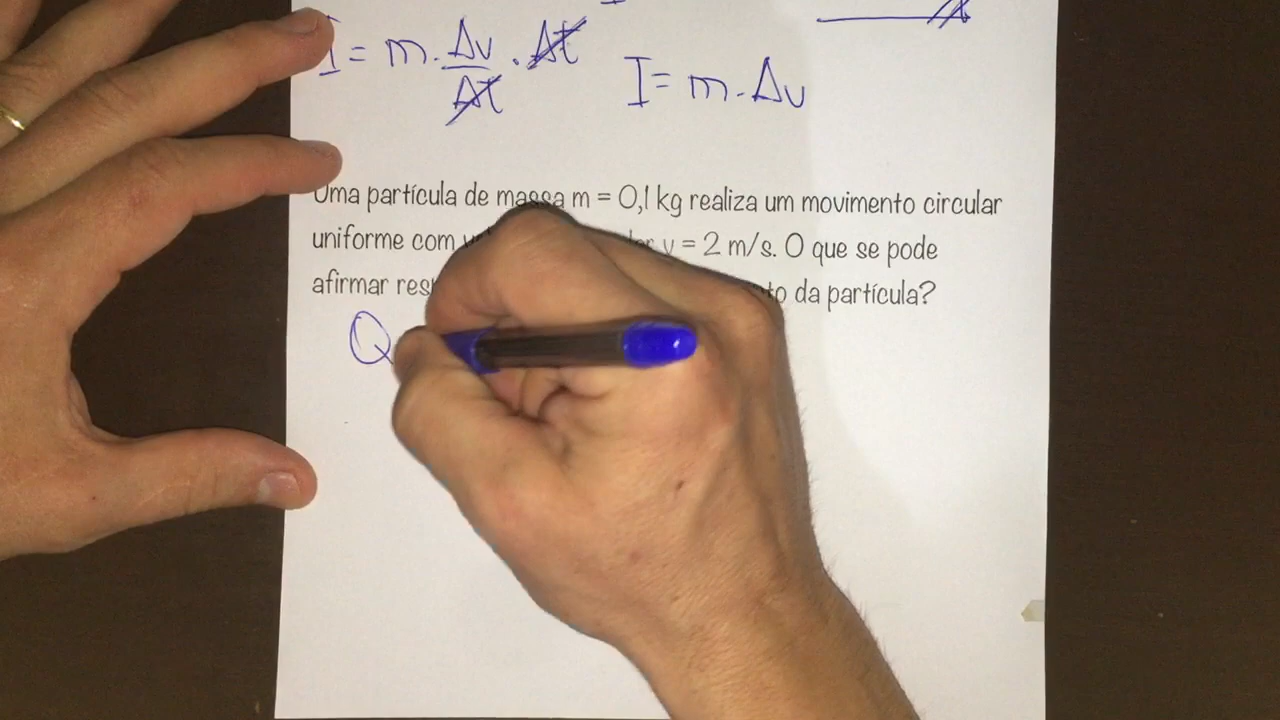 I = m. Δv/Δt . Δt
I = m. Δv
Uma partícula de massa m = 0,1 kg realiza um movimento circular
uniforme com v = 2 m/s. O que se pode
afirmar da partícula?
Q